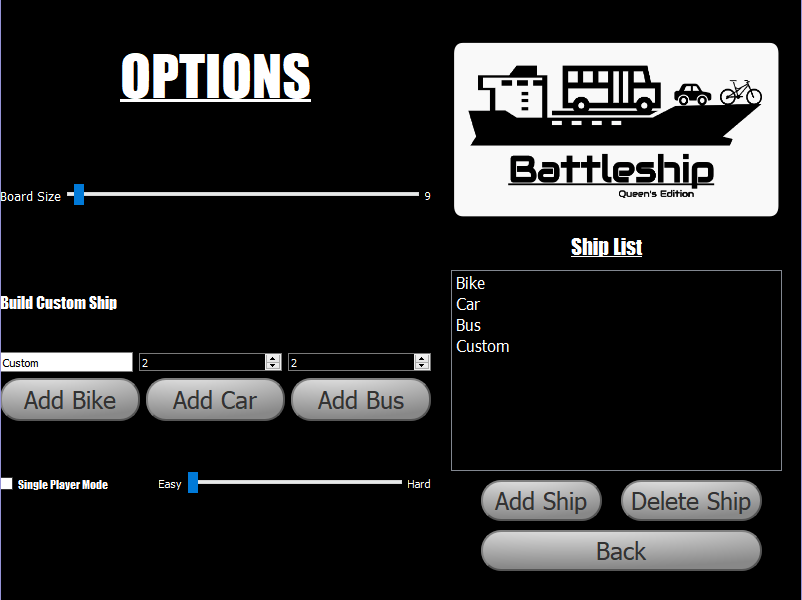 OPTIONS
Battleship
Queen's Edition
Board Size 9
Ship List
Bike
Car
Bus
Custom
Build Custom Ship
Custom 2 2
Add Bike Add Car Add Bus
Single Player Mode Easy Hard
Add Ship Delete Ship
Back